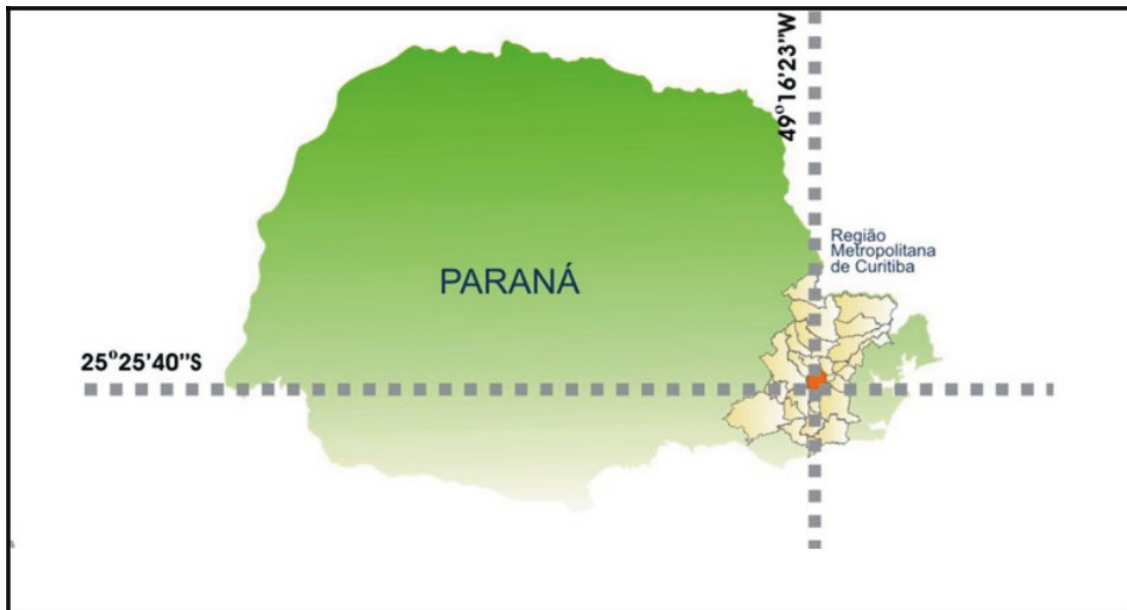 49°16'23"W
Região
Metropolitana
de Curitiba
PARANÁ
25°25'40"S